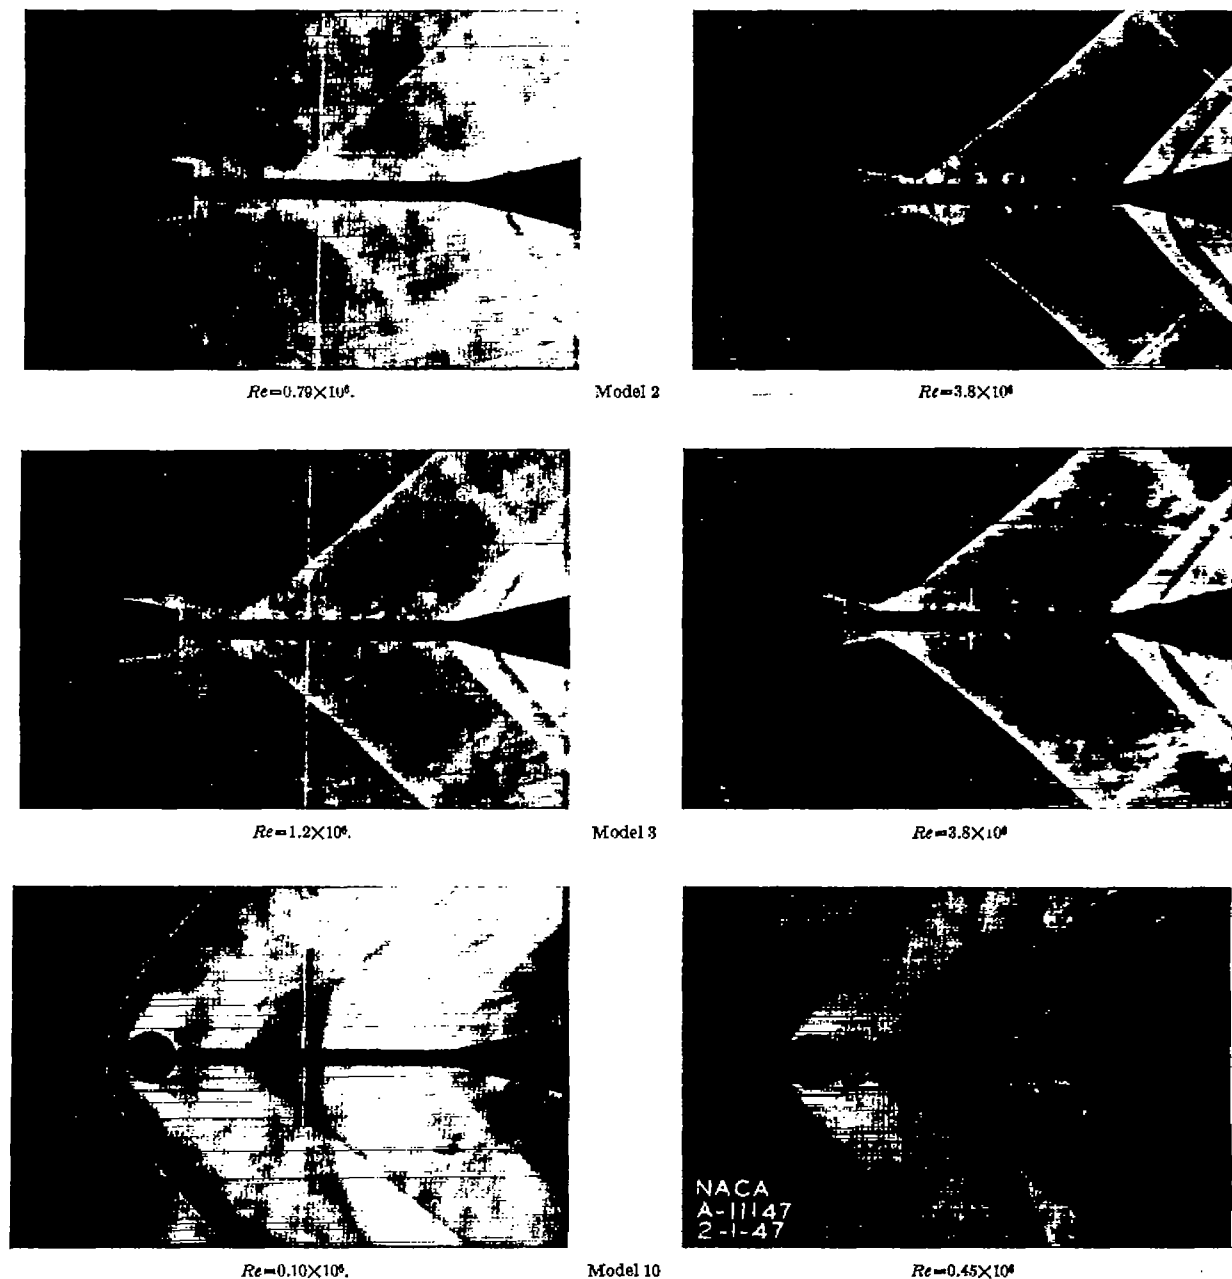 Re=0.79×10⁶. Model 2 Re=3.8×10⁶
Re=1.2×10⁶. Model 3 Re=3.8×10⁶
NACA
A-11147
2-1-47
Re=0.10×10⁶. Model 10 Re=0.45×10⁶